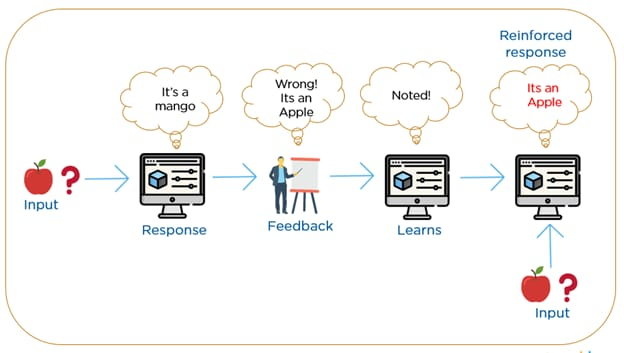 Reinforced
response
It's a
mango
Wrong!
Its an
Apple
Noted!
Its an
Apple
?
Input
Response
Feedback
Learns
?
Input